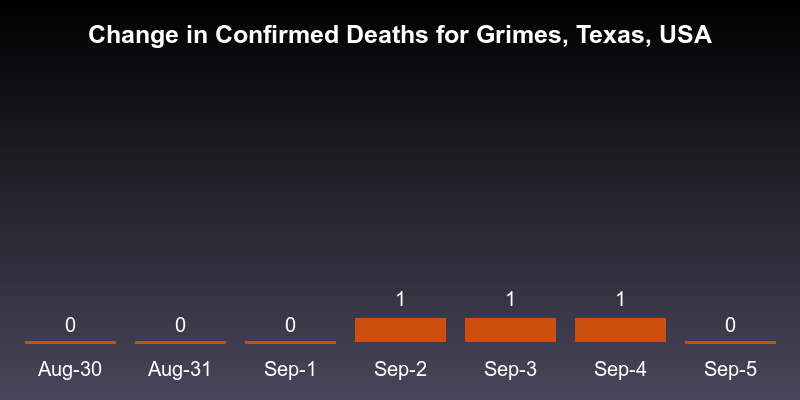 Change in Confirmed Deaths for Grimes, Texas, USA
1 1 1
0 0 0 0
Aug-30 Aug-31 Sep-1 Sep-2 Sep-3 Sep-4 Sep-5